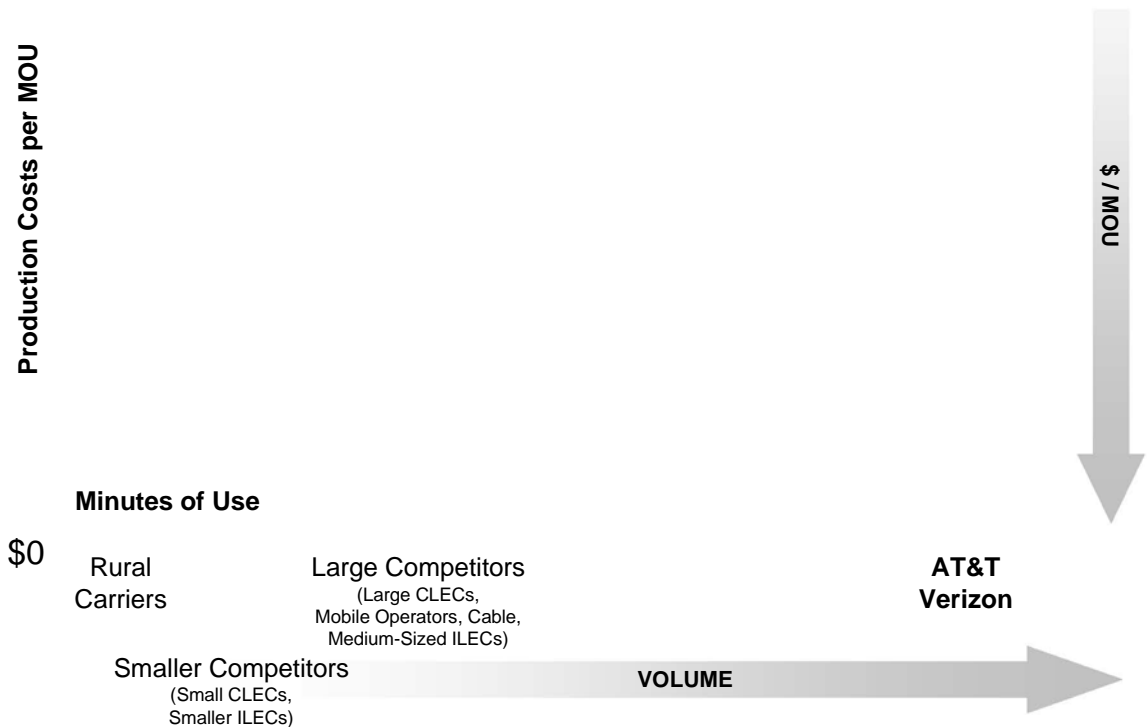 Production Costs per MOU
$ / MOU
Minutes of Use
$0
Rural
Carriers
Large Competitors
(Large CLECs,
Mobile Operators, Cable,
Medium-Sized ILECs)
AT&T
Verizon
Smaller Competitors
(Small CLECs,
Smaller ILECs)
VOLUME